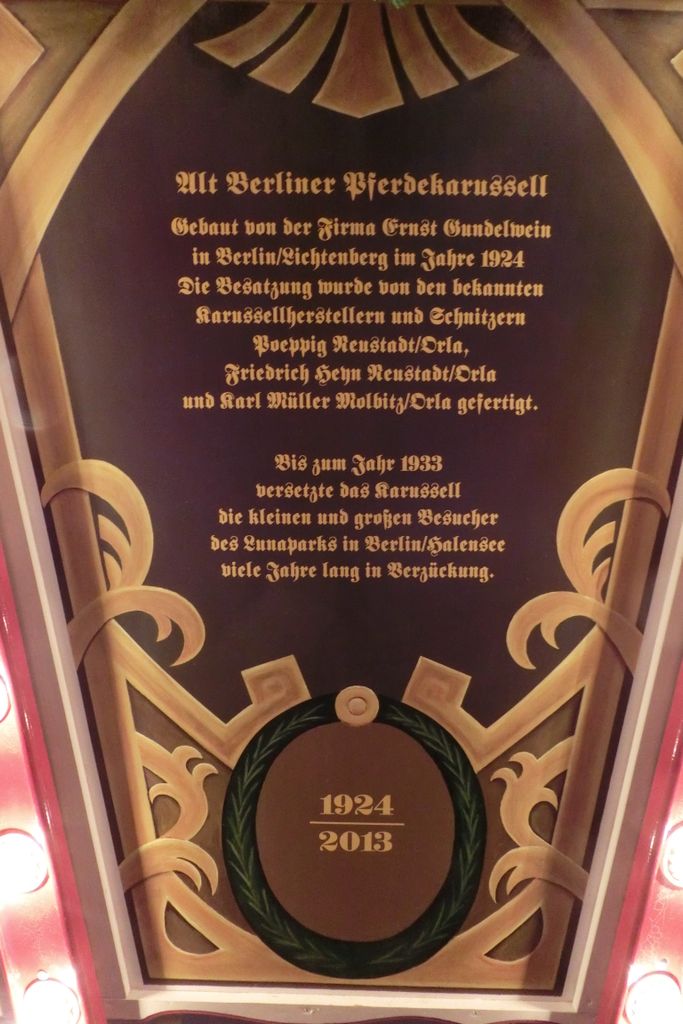 Alt Berliner Pferdekarussell
Gebaut von der Firma Ernst Gundelwein
in Berlin/Lichtenberg im Jahre 1924
Die Besatzung wurde von den bekannten
Karussellherstellern und Schnitzern
Poeppig Neustadt/Orla,
Friedrich Heyn Neustadt/Orla
und Karl Müller Molbitz/Orla gefertigt.
Bis zum Jahr 1933
versetzte das Karussell
die kleinen und großen Besucher
des Lunaparks in Berlin/Halensee
viele Jahre lang in Verzückung.
1924
2013